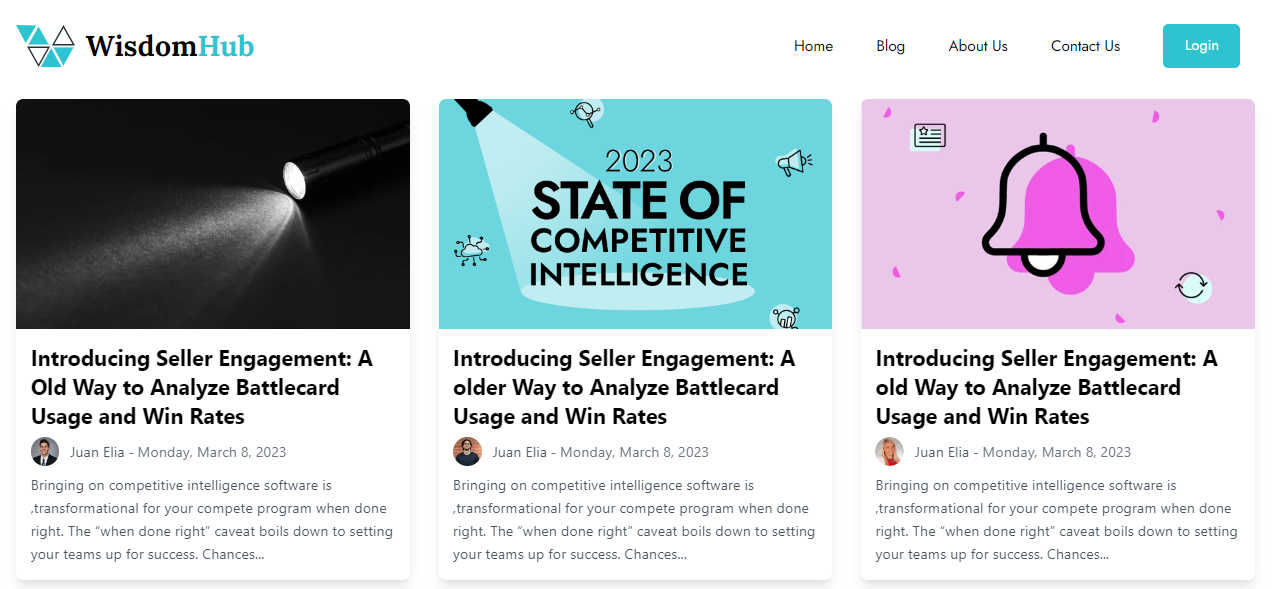 WisdomHub
Home
Blog
About Us
Contact Us
Login
2023
STATE OF
COMPETITIVE
INTELLIGENCE
Introducing Seller Engagement: A
Old Way to Analyze Battlecard
Usage and Win Rates
Juan Elia - Monday, March 8, 2023
Bringing on competitive intelligence software is
,transformational for your compete program when done
right. The “when done right” caveat boils down to setting
your teams up for success. Chances...
Introducing Seller Engagement: A
older Way to Analyze Battlecard
Usage and Win Rates
Juan Elia - Monday, March 8, 2023
Bringing on competitive intelligence software is
,transformational for your compete program when done
right. The “when done right” caveat boils down to setting
your teams up for success. Chances...
Introducing Seller Engagement: A
old Way to Analyze Battlecard
Usage and Win Rates
Juan Elia - Monday, March 8, 2023
Bringing on competitive intelligence software is
,transformational for your compete program when done
right. The “when done right” caveat boils down to setting
your teams up for success. Chances...